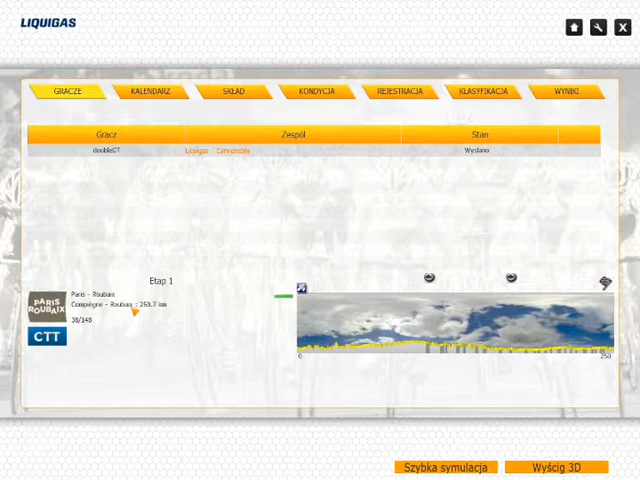 LIQUIGAS
GRACZE KALENDARZ SKŁAD KONDYCJA REJESTRACJA KLASYFIKACJA WYNIKI
Gracz Zespół Stan
doubleCT Liquigas - Cannondale Wysłano
Etap 1
PARIS ROUBAIX
Paris - Roubaix
Compiègne - Roubaix : 250.7 km
38/148
CTT
0 250
Szybka symulacja Wyścig 3D